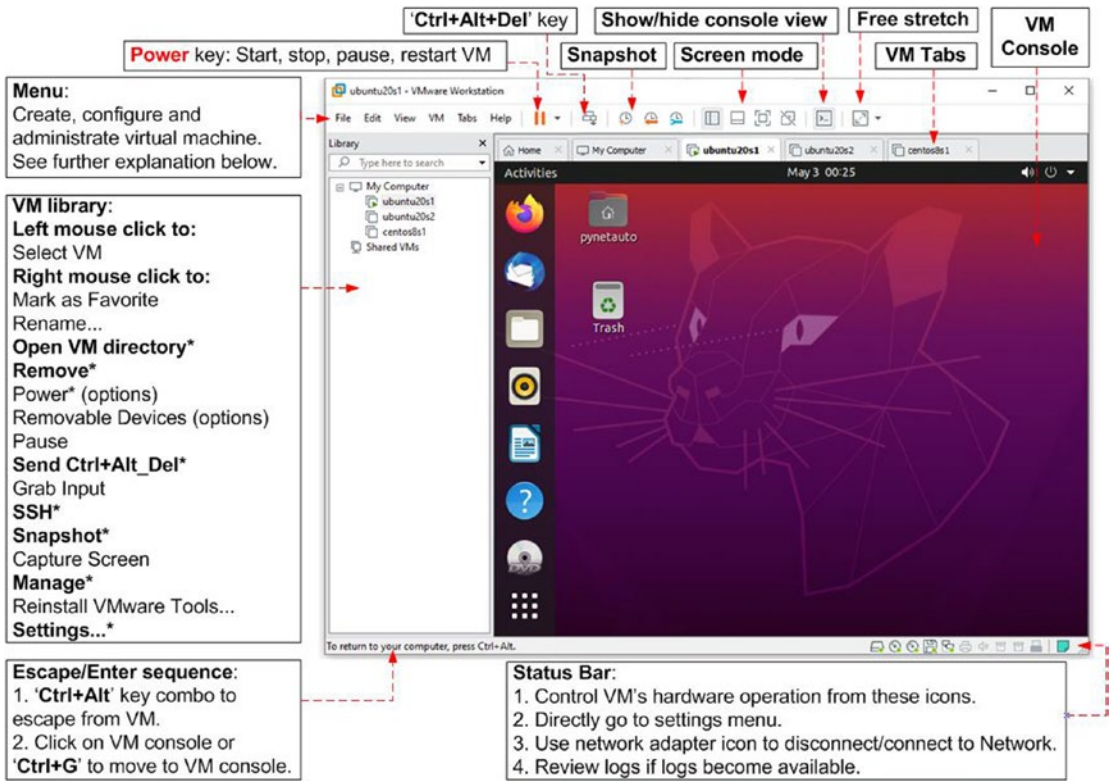 'Ctrl+Alt+Del' key
Show/hide console view
Free stretch
VM
Console
Power key: Start, stop, pause, restart VM
Snapshot
Screen mode
VM Tabs
Menu:
Create, configure and
administrate virtual machine.
See further explanation below.
VM library:
Left mouse click to:
Select VM
Right mouse click to:
Mark as Favorite
Rename...
Open VM directory*
Remove*
Power* (options)
Removable Devices (options)
Pause
Send Ctrl+Alt_Del*
Grab Input
SSH*
Snapshot*
Capture Screen
Manage*
Reinstall VMware Tools...
Settings...*
ubuntu20s1 - VMware Workstation
File Edit View VM Tabs Help
Library
Type here to search
My Computer
ubuntu20s1
ubuntu20s2
centos8s1
Shared VMs
Home My Computer ubuntu20s1 ubuntu20s2 centos8s1
Activities May 3 00:25
pynetauto
Trash
DVD
To return to your computer, press Ctrl+Alt.
Escape/Enter sequence:
1. 'Ctrl+Alt' key combo to
escape from VM.
2. Click on VM console or
'Ctrl+G' to move to VM console.
Status Bar:
1. Control VM's hardware operation from these icons.
2. Directly go to settings menu.
3. Use network adapter icon to disconnect/connect to Network.
4. Review logs if logs become available.